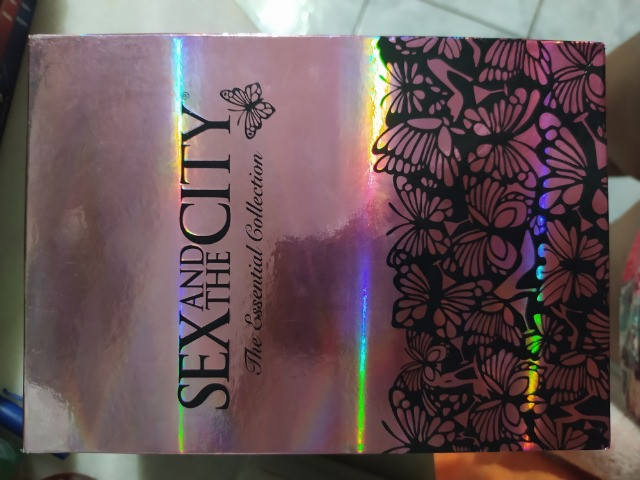 SEX AND THE CITY®
The Essential Collection